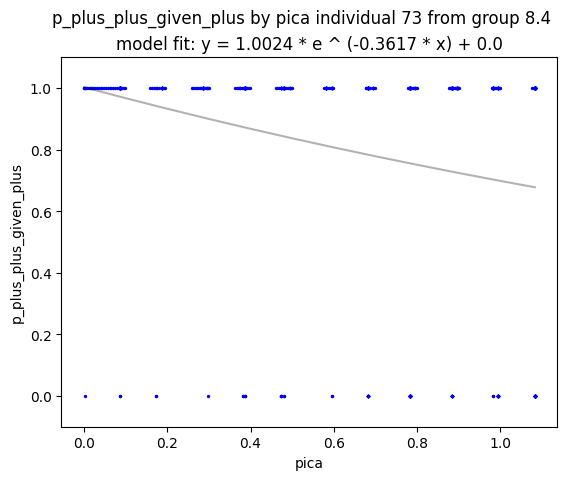 p_plus_plus_given_plus by pica individual 73 from group 8.4
model fit: y = 1.0024 * e ^ (-0.3617 * x) + 0.0
p_plus_plus_given_plus
1.0
0.8
0.6
0.4
0.2
0.0
0.0 0.2 0.4 0.6 0.8 1.0
pica